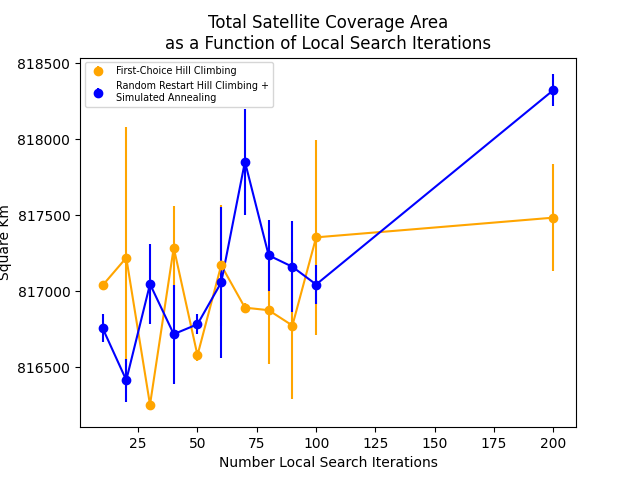 Total Satellite Coverage Area
as a Function of Local Search Iterations
First-Choice Hill Climbing
Random Restart Hill Climbing +
Simulated Annealing
818500
818000
817500
817000
816500
Square Km
25
50
75
100
125
150
175
200
Number Local Search Iterations